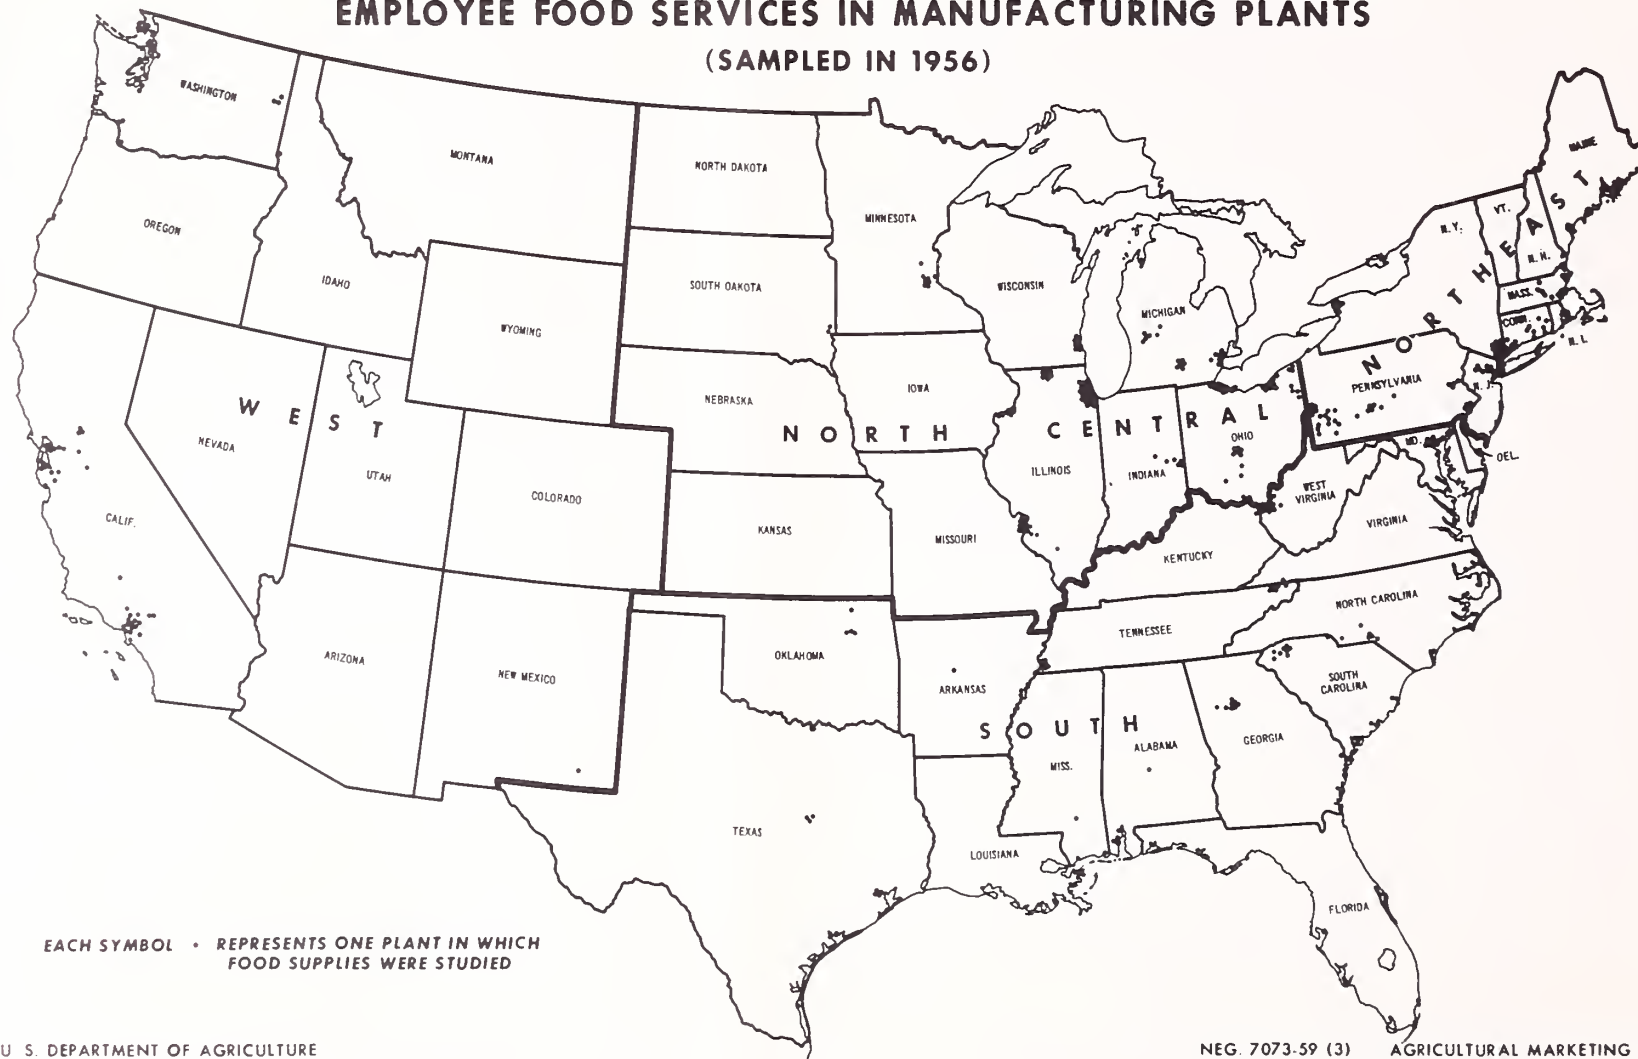 EMPLOYEE FOOD SERVICES IN MANUFACTURING PLANTS
(SAMPLED IN 1956)
WASHINGTON
MONTANA
NORTH DAKOTA
MINNESOTA
MAINE
OREGON
IDAHO
WYOMING
SOUTH DAKOTA
WISCONSIN
MICHIGAN
N.Y.
VT.
N.H.
MASS.
CONN.
R.I.
NORTHEAST
PENNSYLVANIA
N.J.
NEBRASKA
IOWA
WEST
NEVADA
UTAH
COLORADO
NORTH CENTRAL
ILLINOIS
INDIANA
OHIO
MD.
DEL.
WEST
VIRGINIA
VIRGINIA
CALIF.
KANSAS
MISSOURI
KENTUCKY
NORTH CAROLINA
TENNESSEE
ARIZONA
NEW MEXICO
OKLAHOMA
ARKANSAS
SOUTH
CAROLINA
SOUTH
MISS.
ALABAMA
GEORGIA
TEXAS
LOUISIANA
FLORIDA
EACH SYMBOL • REPRESENTS ONE PLANT IN WHICH
FOOD SUPPLIES WERE STUDIED
U S. DEPARTMENT OF AGRICULTURE
NEG. 7073-59 (3) AGRICULTURAL MARKETING